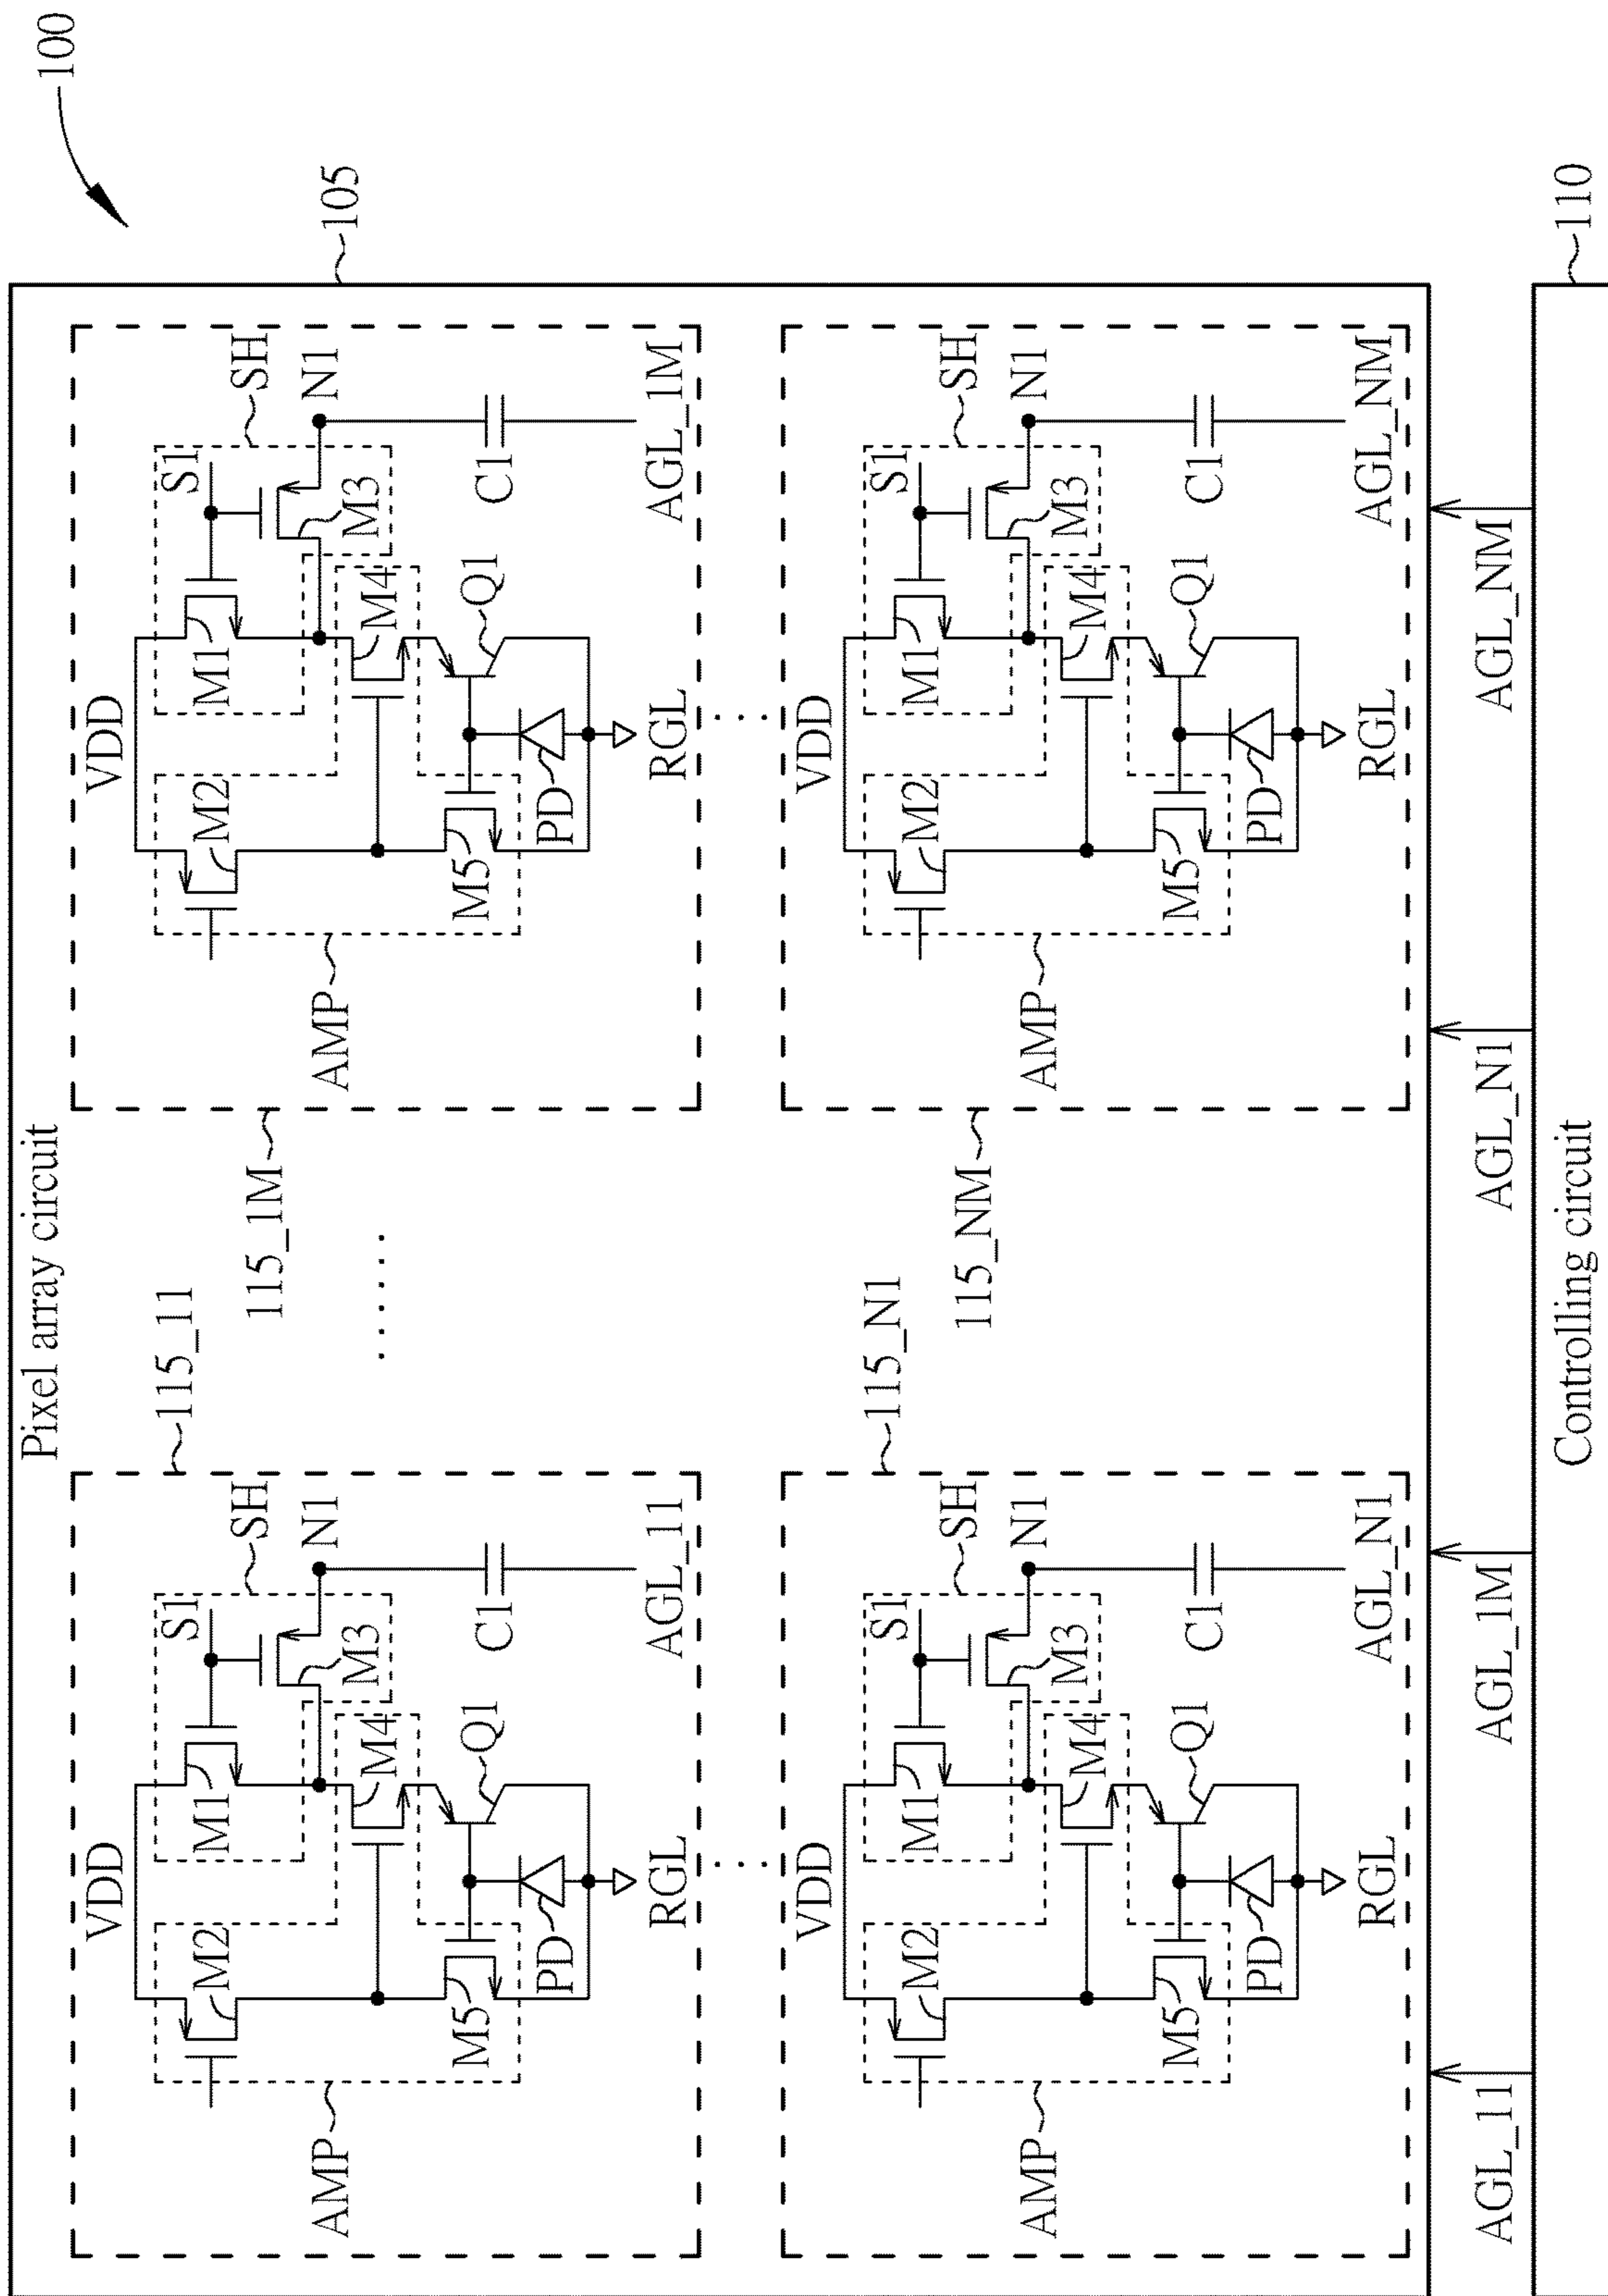 100
105
Pixel array circuit
115_11
VDD
M2
M1
S1
SH
N1
M3
M4
Q1
M5
PD
C1
AMP
RGL
AGL_11
115_1M
VDD
M2
M1
S1
SH
N1
M3
M4
Q1
M5
PD
C1
AMP
RGL
AGL_1M
115_N1
VDD
M2
M1
S1
SH
N1
M3
M4
Q1
M5
PD
C1
AMP
RGL
AGL_N1
115_NM
VDD
M2
M1
S1
SH
N1
M3
M4
Q1
M5
PD
C1
AMP
RGL
AGL_NM
AGL_11
AGL_1M
AGL_N1
AGL_NM
Controlling circuit
110